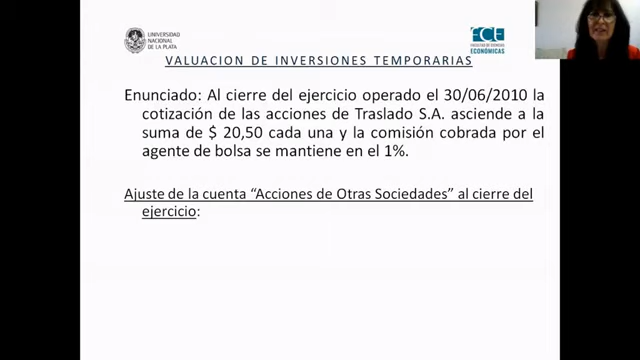 UNIVERSIDAD
NACIONAL
DE LA PLATA
FCE
FACULTAD DE CIENCIAS
ECONÓMICAS
VALUACION DE INVERSIONES TEMPORARIAS
Enunciado: Al cierre del ejercicio operado el 30/06/2010 la
cotización de las acciones de Traslado S.A. asciende a la
suma de $ 20,50 cada una y la comisión cobrada por el
agente de bolsa se mantiene en el 1%.
Ajuste de la cuenta “Acciones de Otras Sociedades” al cierre del
ejercicio: